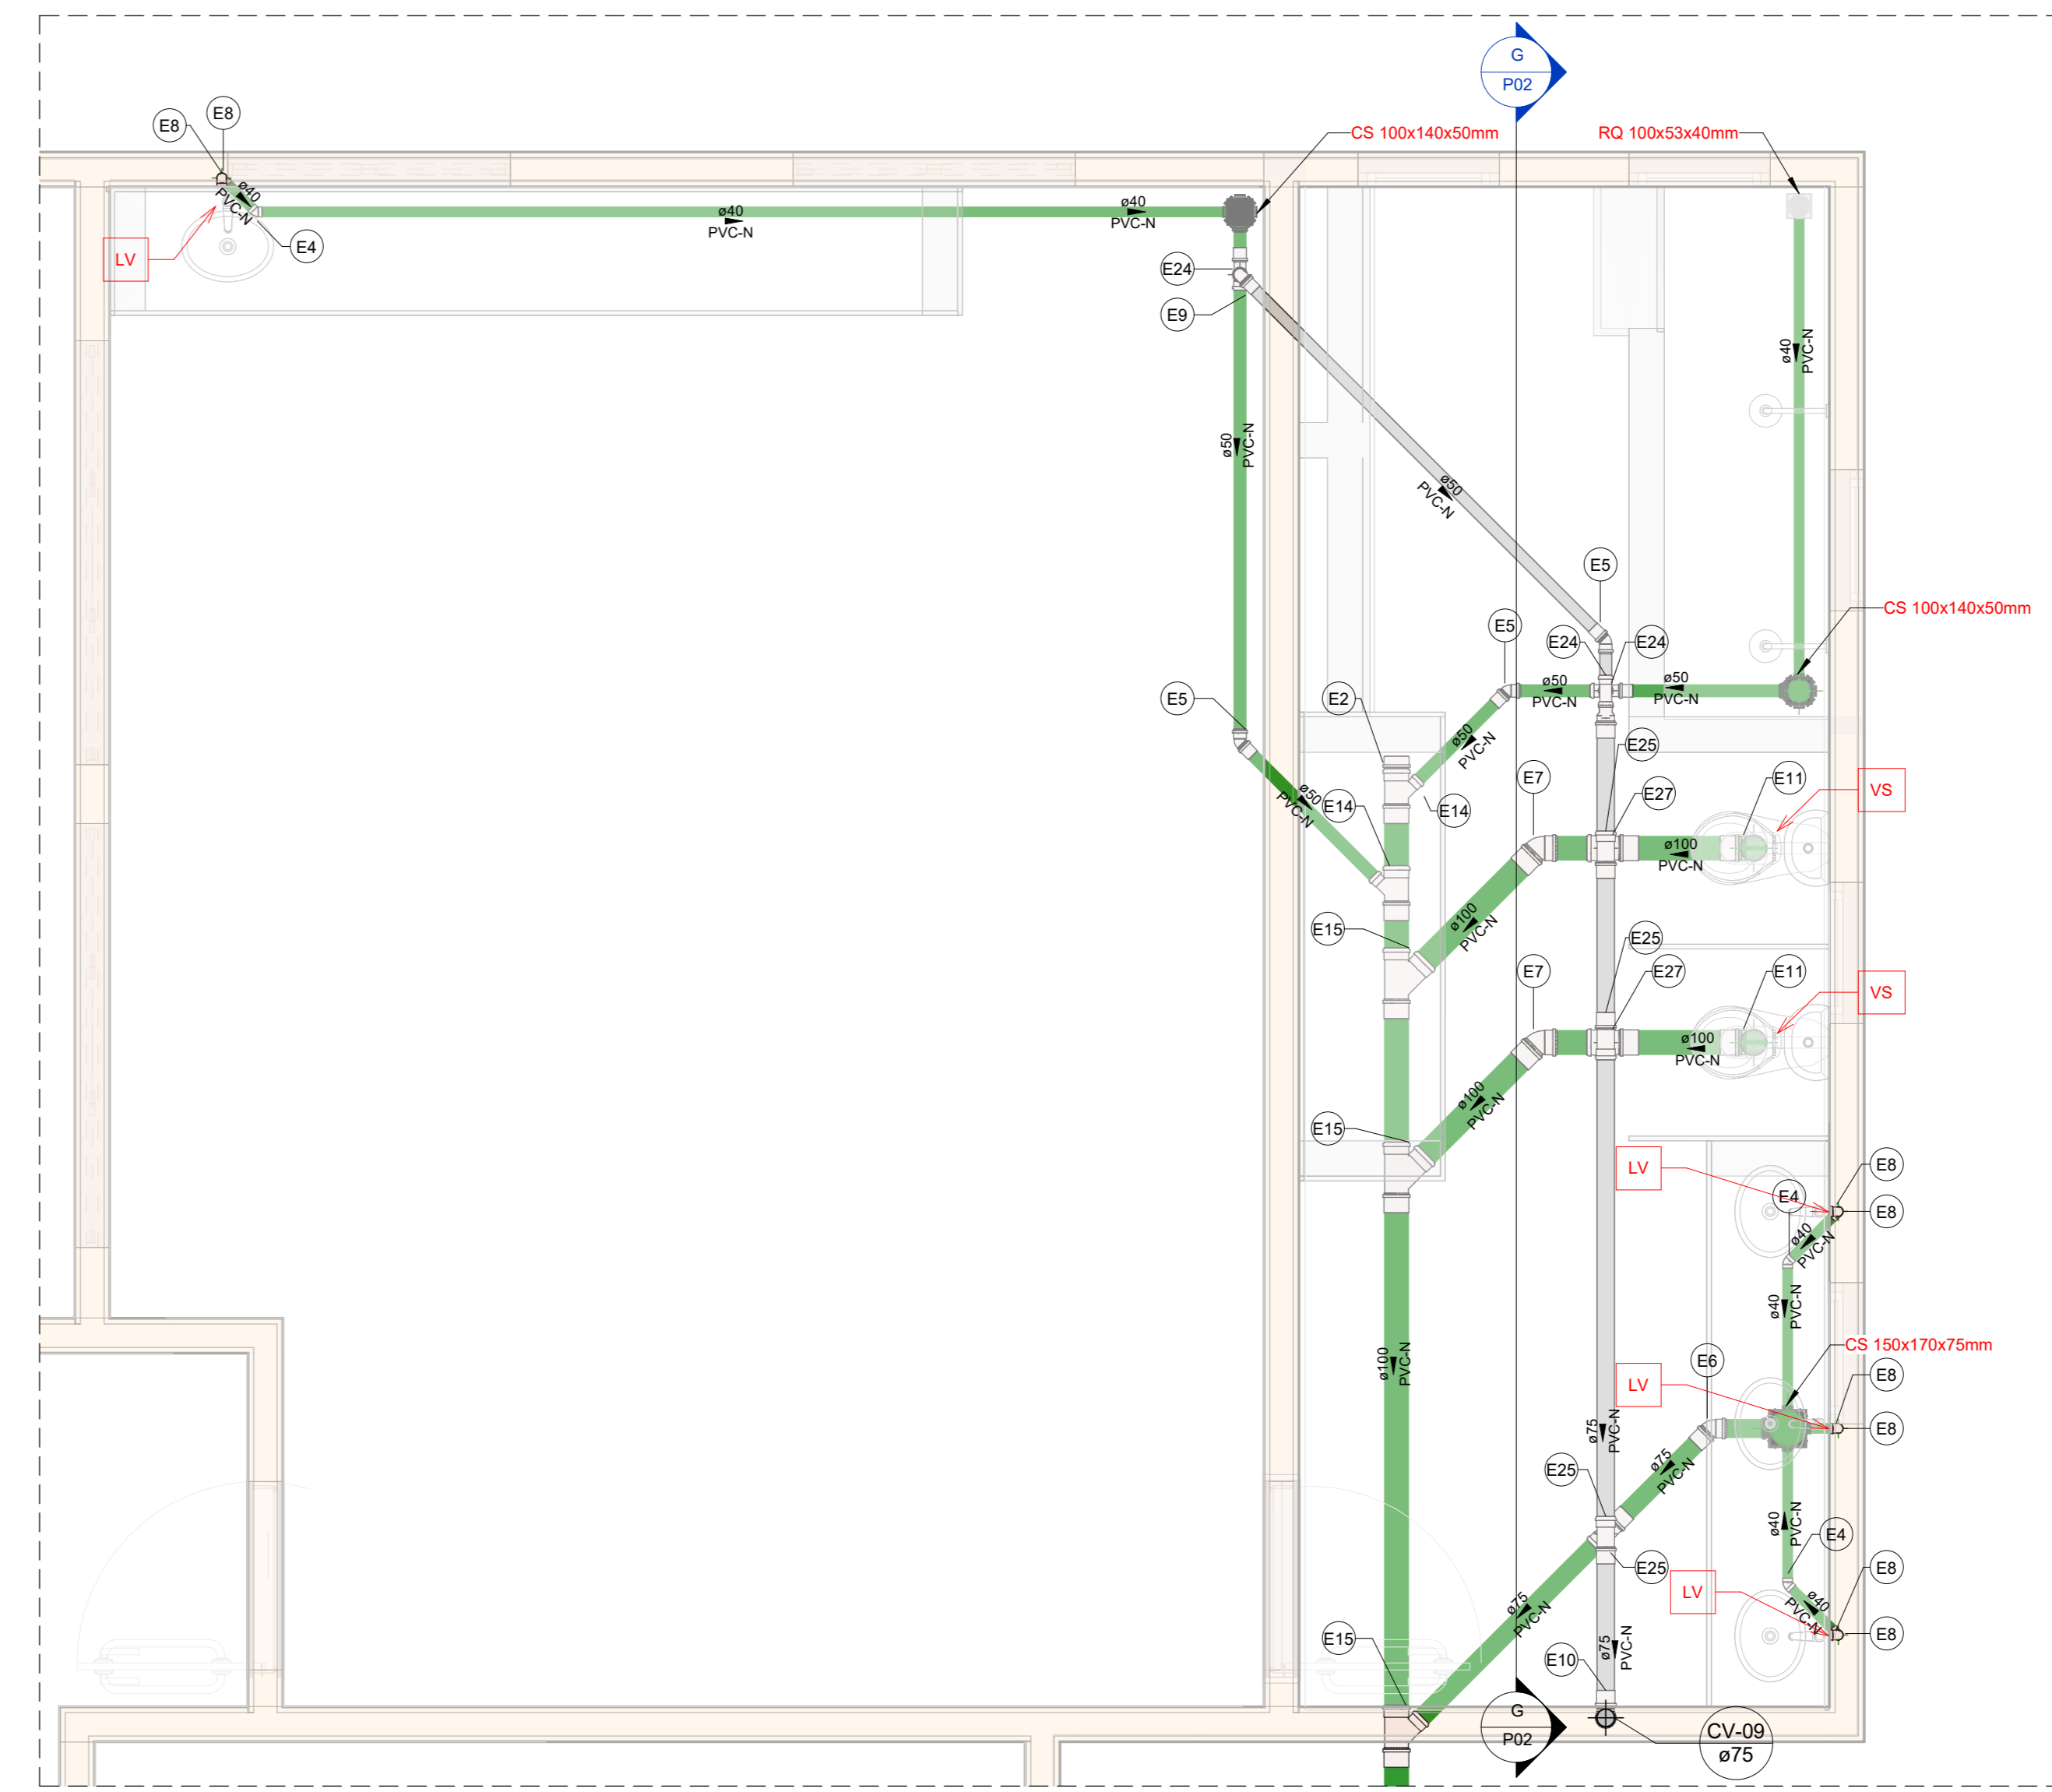 G
P02
E8
E8
CS 100x140x50mm
RQ 100x53x40mm
ø40
PVC-N
LV
E4
ø40
PVC-N
ø40
PVC-N
E24
E9
ø50
PVC-N
ø50
PVC-N
ø40
PVC-N
E5
CS 100x140x50mm
E5
E24
E24
E5
E2
ø50
PVC-N
ø50
PVC-N
ø50
PVC-N
E25
E7
E11
VS
ø50
PVC-N
E14
E14
E27
ø100
PVC-N
E15
ø100
PVC-N
E25
E7
E27
E11
VS
ø100
PVC-N
ø100
PVC-N
E15
LV
E8
E4
E8
ø40
PVC-N
ø40
PVC-N
CS 150x170x75mm
ø100
PVC-N
E6
LV
E8
E8
ø75
PVC-N
ø75
PVC-N
E25
ø40
PVC-N
E4
E25
E8
LV
ø40
PVC-N
ø75
PVC-N
E15
E8
ø75
PVC-N
E10
G
P02
CV-09
ø75